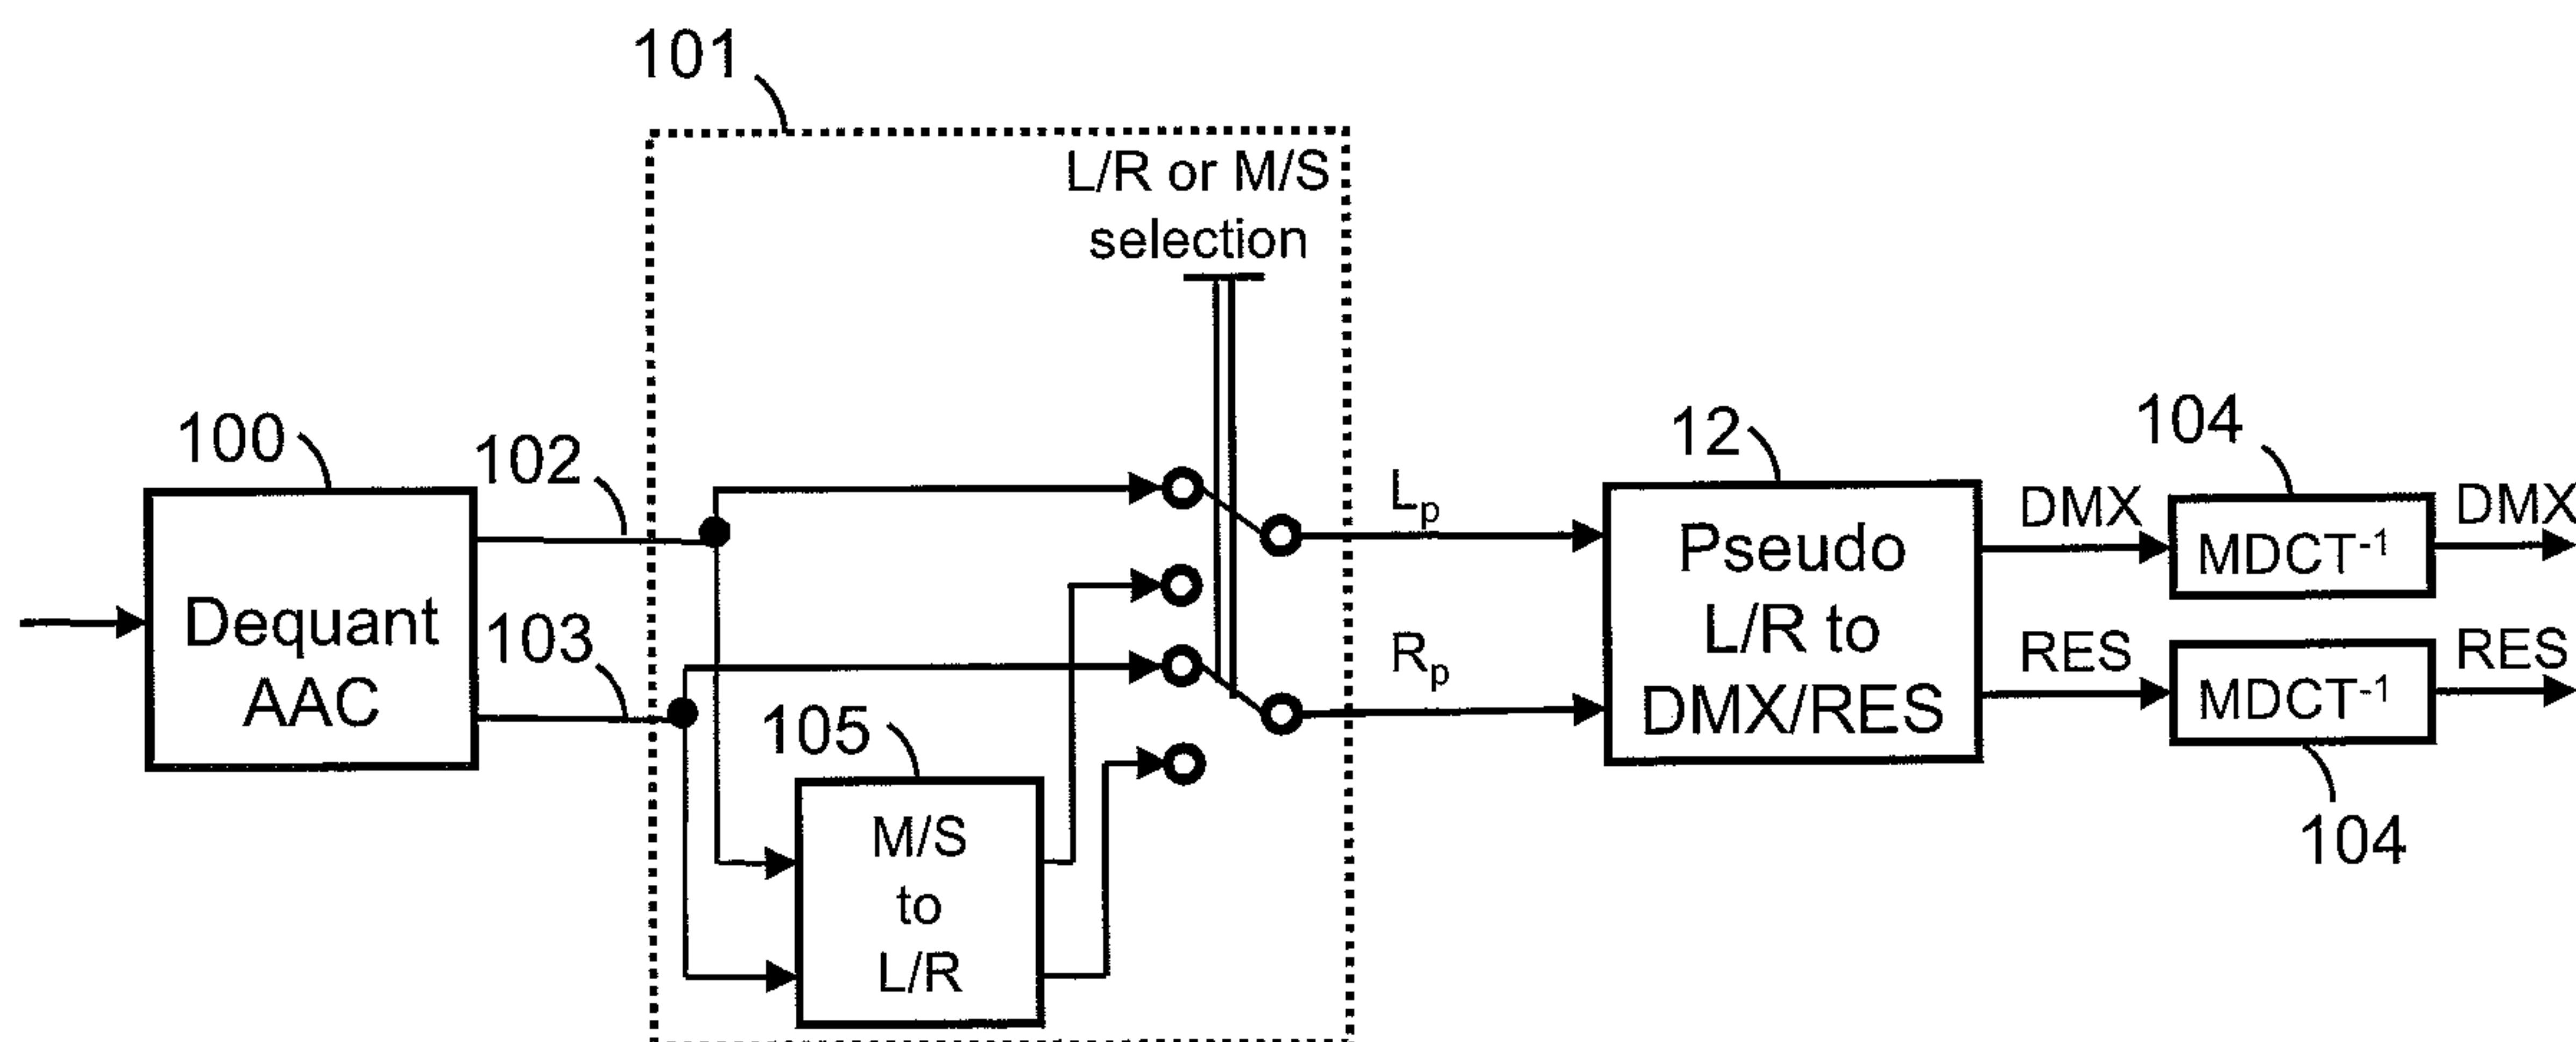 101
L/R or M/S
selection
100
Dequant
AAC
102
103
105
M/S
to
L/R
Lp
Rp
12
Pseudo
L/R to
DMX/RES
DMX
RES
104
MDCT-1
DMX
MDCT-1
RES
104